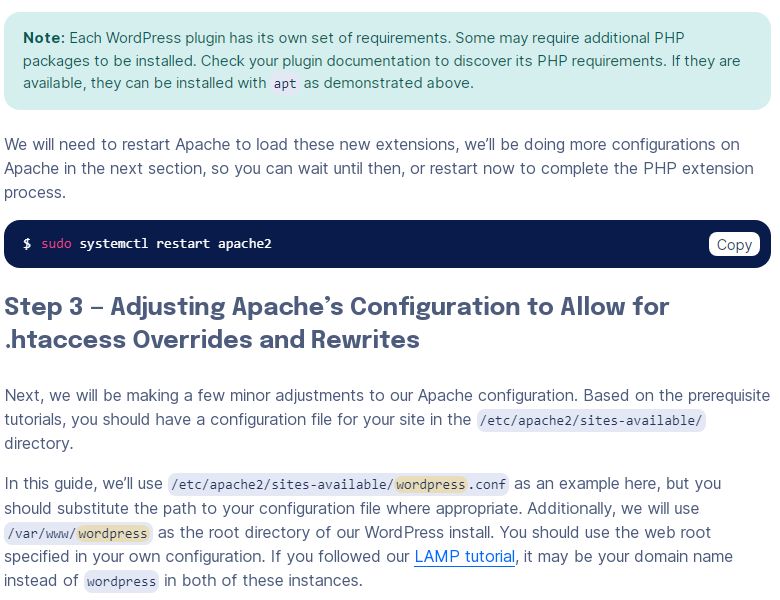 Note: Each WordPress plugin has its own set of requirements. Some may require additional PHP
packages to be installed. Check your plugin documentation to discover its PHP requirements. If they are
available, they can be installed with apt as demonstrated above.
We will need to restart Apache to load these new extensions, we’ll be doing more configurations on
Apache in the next section, so you can wait until then, or restart now to complete the PHP extension
process.
$ sudo systemctl restart apache2
Copy
Step 3 — Adjusting Apache’s Configuration to Allow for
.htaccess Overrides and Rewrites
Next, we will be making a few minor adjustments to our Apache configuration. Based on the prerequisite
tutorials, you should have a configuration file for your site in the /etc/apache2/sites-available/
directory.
In this guide, we’ll use /etc/apache2/sites-available/wordpress.conf as an example here, but you
should substitute the path to your configuration file where appropriate. Additionally, we will use
/var/www/wordpress as the root directory of our WordPress install. You should use the web root
specified in your own configuration. If you followed our LAMP tutorial, it may be your domain name
instead of wordpress in both of these instances.